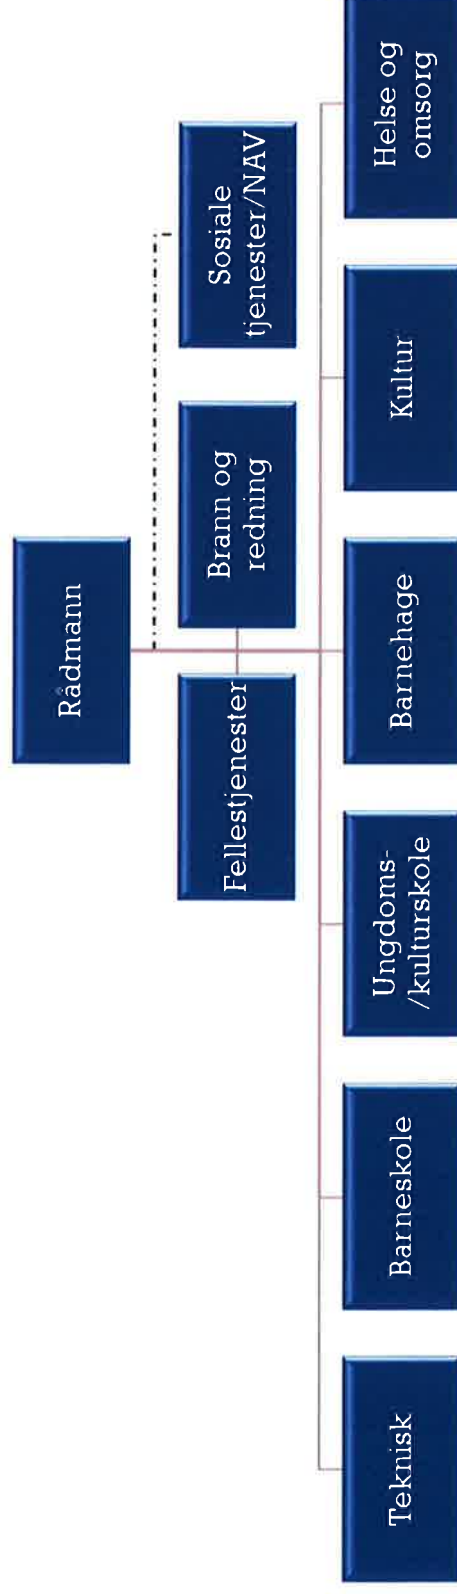 Rådmann
Fellestjenester
Brann og
redning
Sosiale
tjenester/NAV
Teknisk
Barneskole
Ungdoms-
/kulturskole
Barnehage
Kultur
Helse og
omsorg